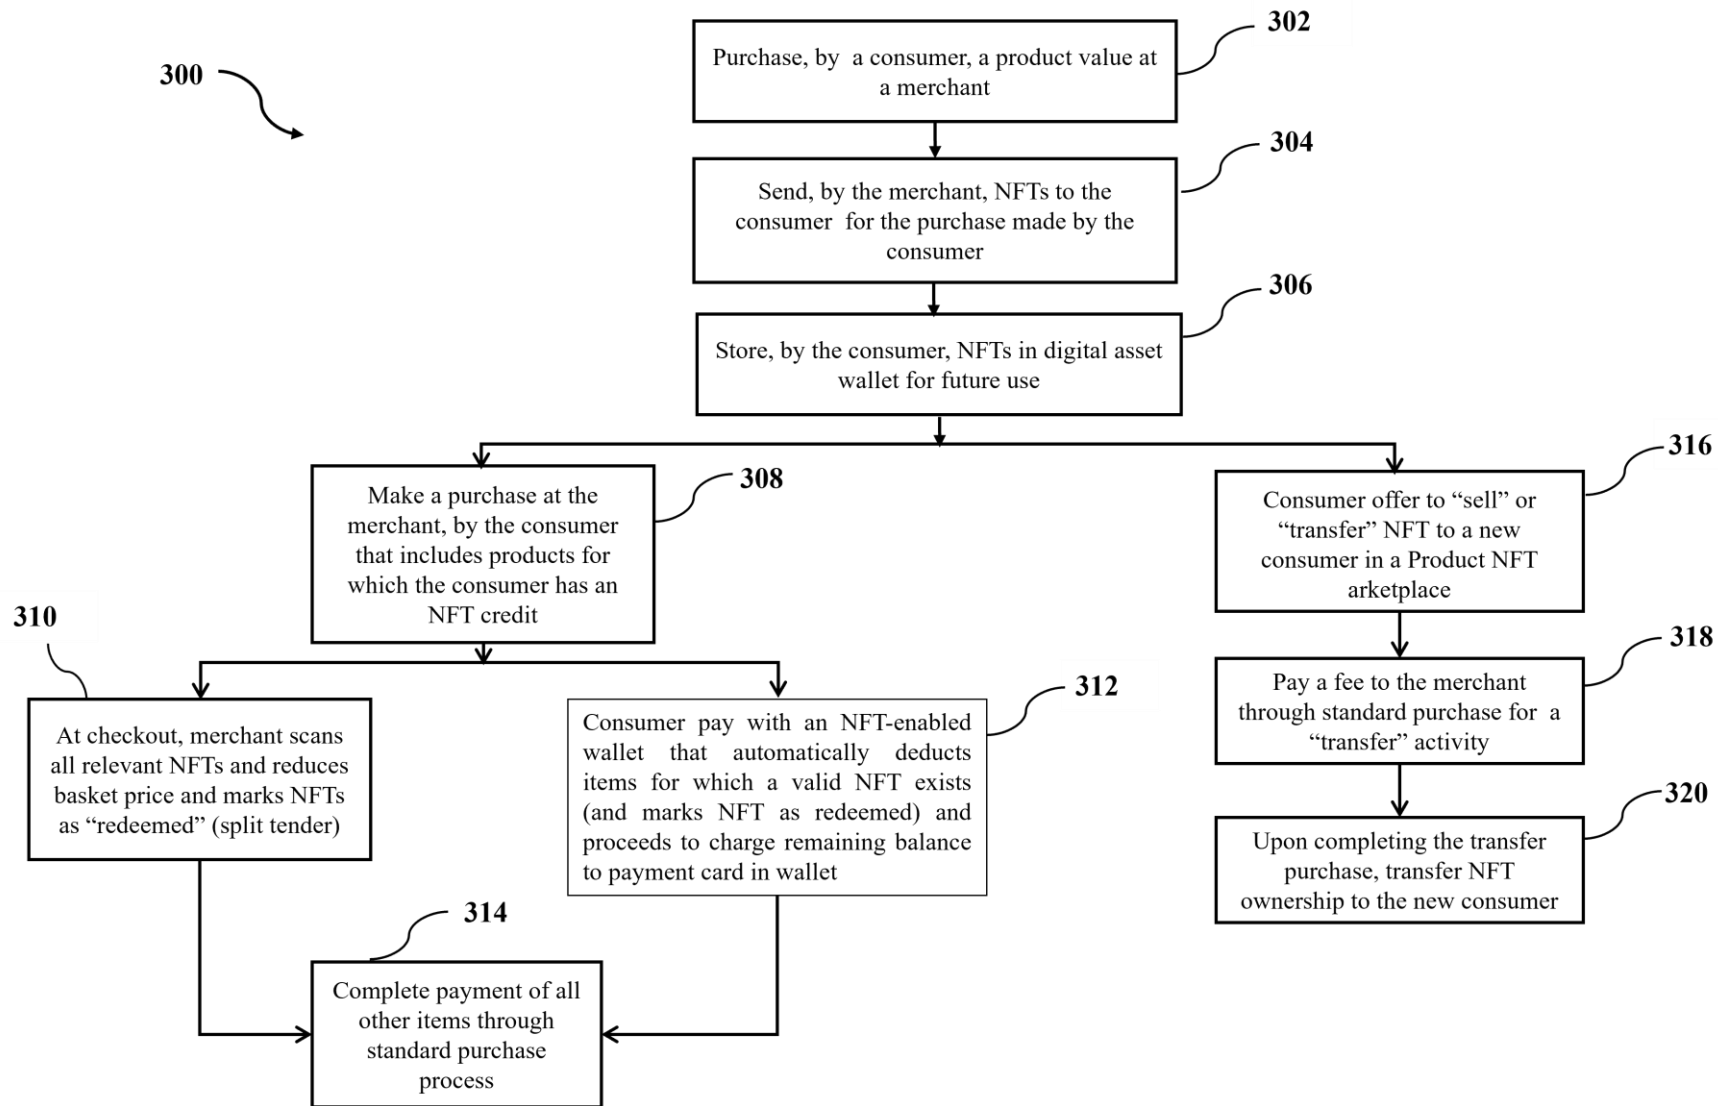 302
Purchase, by a consumer, a product value at
a merchant
300
304
Send, by the merchant, NFTs to the
consumer for the purchase made by the
consumer
306
Store, by the consumer, NFTs in digital asset
wallet for future use
308
Make a purchase at the
merchant, by the consumer
that includes products for
which the consumer has an
NFT credit
316
Consumer offer to “sell” or
“transfer” NFT to a new
consumer in a Product NFT
arketplace
310
At checkout, merchant scans
all relevant NFTs and reduces
basket price and marks NFTs
as “redeemed” (split tender)
312
Consumer pay with an NFT-enabled
wallet that automatically deducts
items for which a valid NFT exists
(and marks NFT as redeemed) and
proceeds to charge remaining balance
to payment card in wallet
318
Pay a fee to the merchant
through standard purchase for a
“transfer” activity
320
Upon completing the transfer
purchase, transfer NFT
ownership to the new consumer
314
Complete payment of all
other items through
standard purchase
process